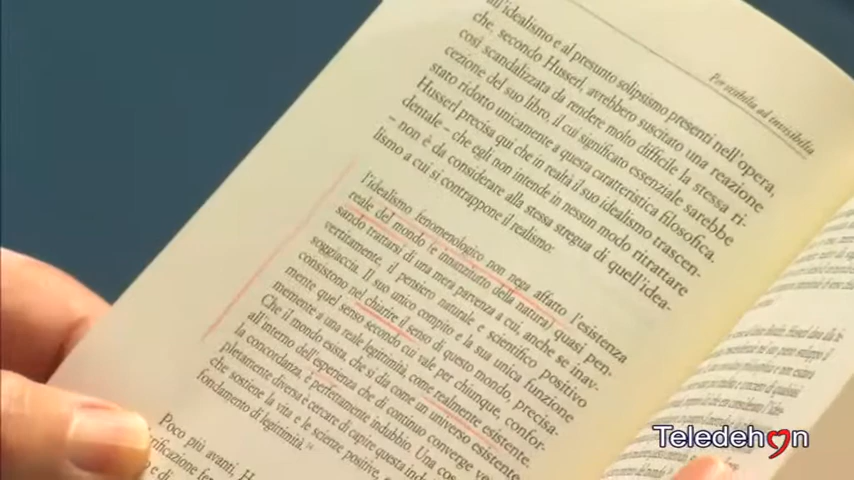 Per visibilia ad invisibilia
all'idealismo e al presunto solipsismo presenti nell'opera,
che, secondo Husserl, avrebbero suscitato una reazione
così scandalizzata da rendere molto difficile la stessa ri-
cezione del suo libro, il cui significato essenziale sarebbe
stato ridotto unicamente a questa caratteristica filosofica.
Husserl precisa qui che in realtà il suo idealismo trascen-
dentale – che egli non intende in nessun modo ritrattare
– non è da considerare alla stessa stregua di quell'idea-
lismo a cui si contrappone il realismo:
l'idealismo fenomenologico non nega affatto l'esistenza
reale del mondo (e innanzitutto della natura) quasi pen-
sando trattarsi di una mera parvenza a cui, anche se inav-
vertitamente, il pensiero naturale e scientifico positivo
soggiaccia. Il suo unico compito e la sua unica funzione
consistono nel chiarire il senso di questo mondo, precisa-
mente quel senso secondo cui vale per chiunque, confor-
memente a una reale legittimità, come realmente esistente.
Che il mondo esista, che si dia come un universo esistente
all'interno dell'esperienza che di continuo converge verso
la concordanza, è perfettamente indubbio. Una cosa
pletamente diversa è cercare di capire questa ind
che sostiene la vita e le scienze positive, e
fondamento di legittimità.
Poco più avanti, H
Teledehon